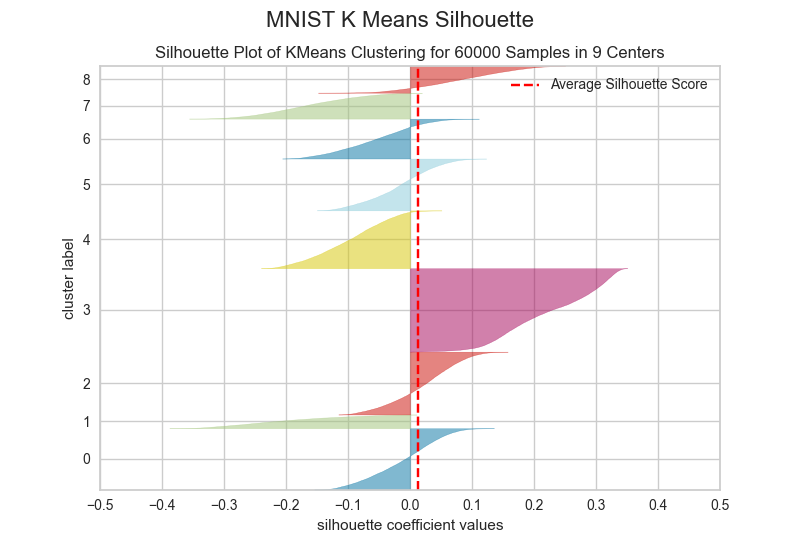 MNIST K Means Silhouette
Silhouette Plot of KMeans Clustering for 60000 Samples in 9 Centers
Average Silhouette Score
8
7
6
5
4
3
2
1
0
cluster label
−0.5 −0.4 −0.3 −0.2 −0.1 0.0 0.1 0.2 0.3 0.4 0.5
silhouette coefficient values